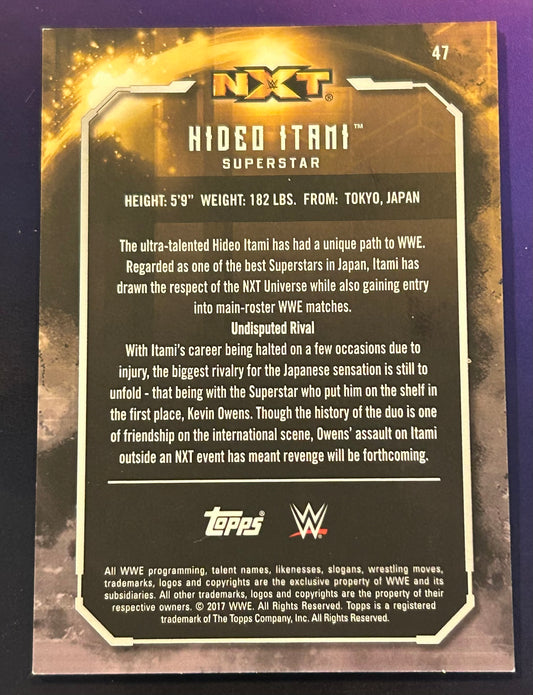 47
NXT®
HIDEO ITAMI™
SUPERSTAR
HEIGHT: 5'9" WEIGHT: 182 LBS. FROM: TOKYO, JAPAN
The ultra-talented Hideo Itami has had a unique path to WWE.
Regarded as one of the best Superstars in Japan, Itami has
drawn the respect of the NXT Universe while also gaining entry
into main-roster WWE matches.
Undisputed Rival
With Itami's career being halted on a few occasions due to
injury, the biggest rivalry for the Japanese sensation is still to
unfold - that being with the Superstar who put him on the shelf in
the first place, Kevin Owens. Though the history of the duo is one
of friendship on the international scene, Owens' assault on Itami
outside an NXT event has meant revenge will be forthcoming.
Topps® W
All WWE programming, talent names, likenesses, slogans, wrestling moves,
trademarks, logos and copyrights are the exclusive property of WWE and its
subsidiaries. All other trademarks, logos and copyrights are the property of their
respective owners. © 2017 WWE. All Rights Reserved. Topps is a registered
trademark of The Topps Company, Inc. All Rights Reserved.